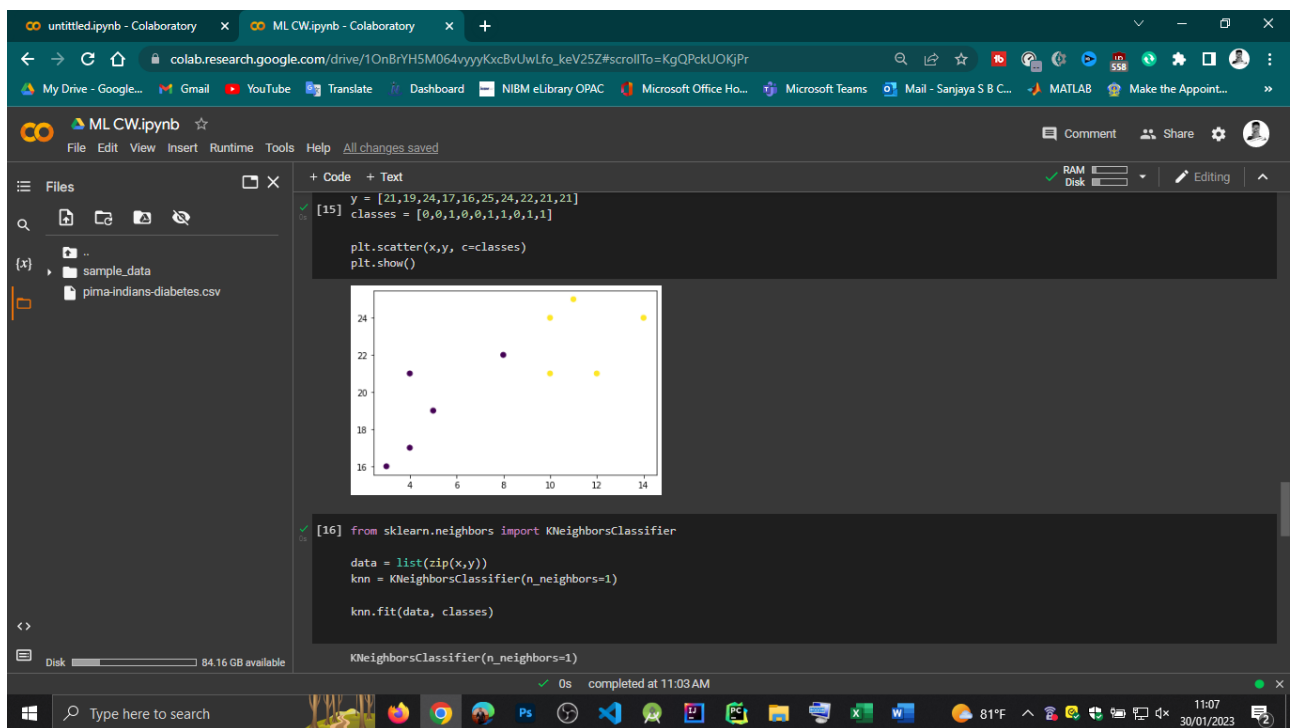 untittled.ipynb - Colaboratory
ML CW.ipynb - Colaboratory
colab.research.google.com/drive/1OnBrYH5M064vyyyKxcBvUwLfo_keV25Z#scrollTo=KgQPckUOKjPr
My Drive - Google... Gmail YouTube Translate Dashboard NIBM eLibrary OPAC Microsoft Office Ho... Microsoft Teams Mail - Sanjaya S B C... MATLAB Make the Appoint... »
ML CW.ipynb
Comment Share
File Edit View Insert Runtime Tools Help All changes saved
Files
+ Code + Text
RAM
Disk
Editing
..
sample_data
pima-indians-diabetes.csv
{x}
<>
Disk 84.16 GB available
y = [21,19,24,17,16,25,24,22,21,21]
[15] classes = [0,0,1,0,0,1,1,0,1,1]
0s
plt.scatter(x,y, c=classes)
plt.show()
24
22
20
18
16
4 6 8 10 12 14
[16] from sklearn.neighbors import KNeighborsClassifier
0s
data = list(zip(x,y))
knn = KNeighborsClassifier(n_neighbors=1)
knn.fit(data, classes)
KNeighborsClassifier(n_neighbors=1)
0s completed at 11:03 AM
Type here to search
Ps
IJ
PC
81°F
11:07
30/01/2023
2